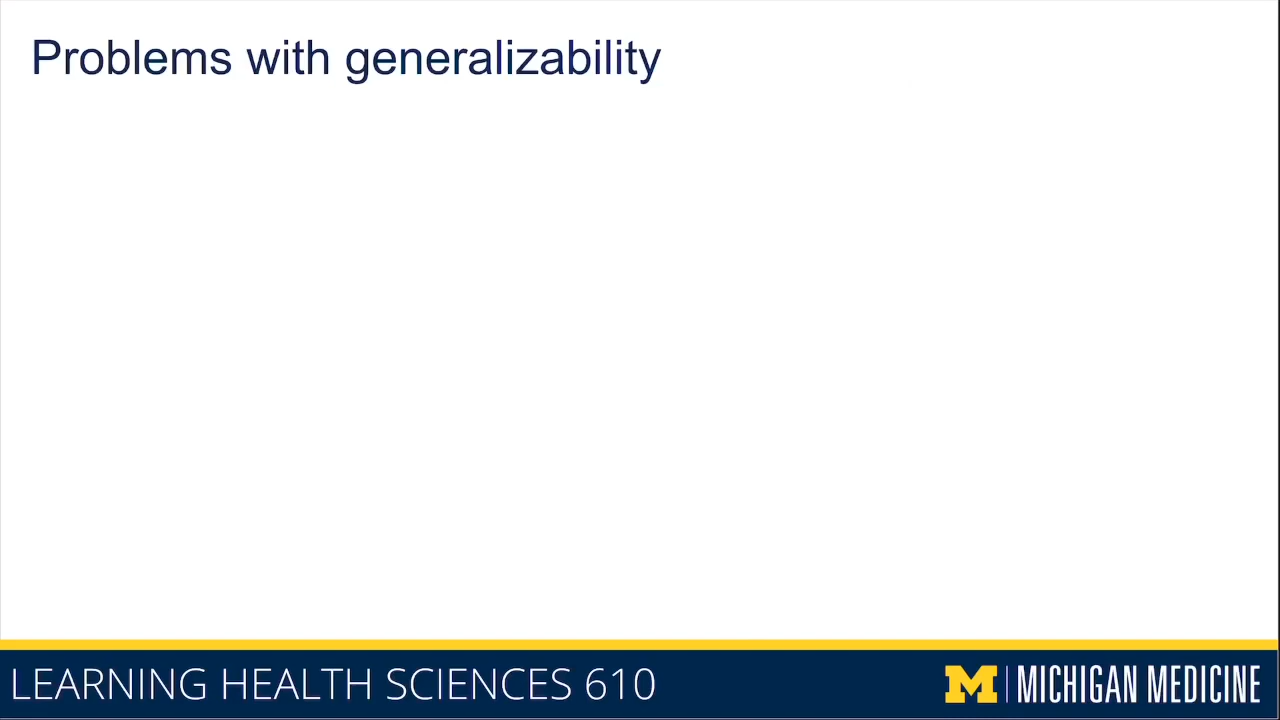 Problems with generalizability
LEARNING HEALTH SCIENCES 610
M MICHIGAN MEDICINE